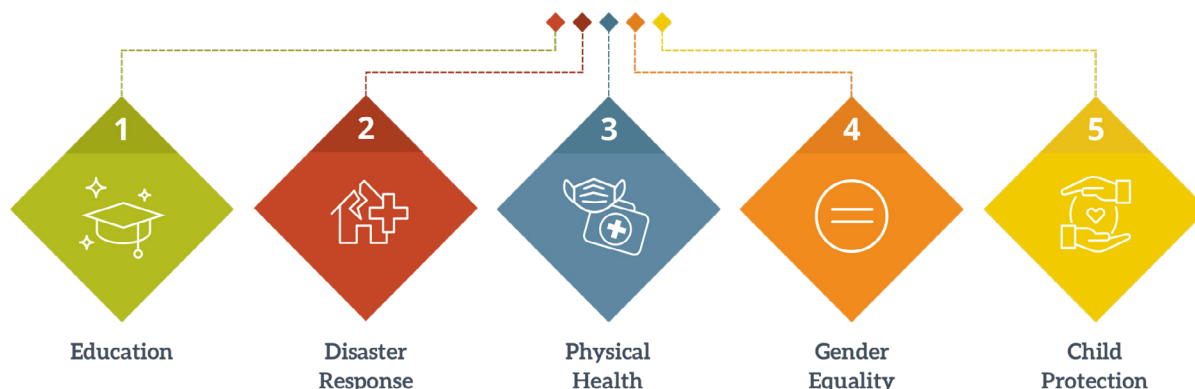 1
2
3
4
5
Education
Disaster
Response
Physical
Health
Gender
Equality
Child
Protection